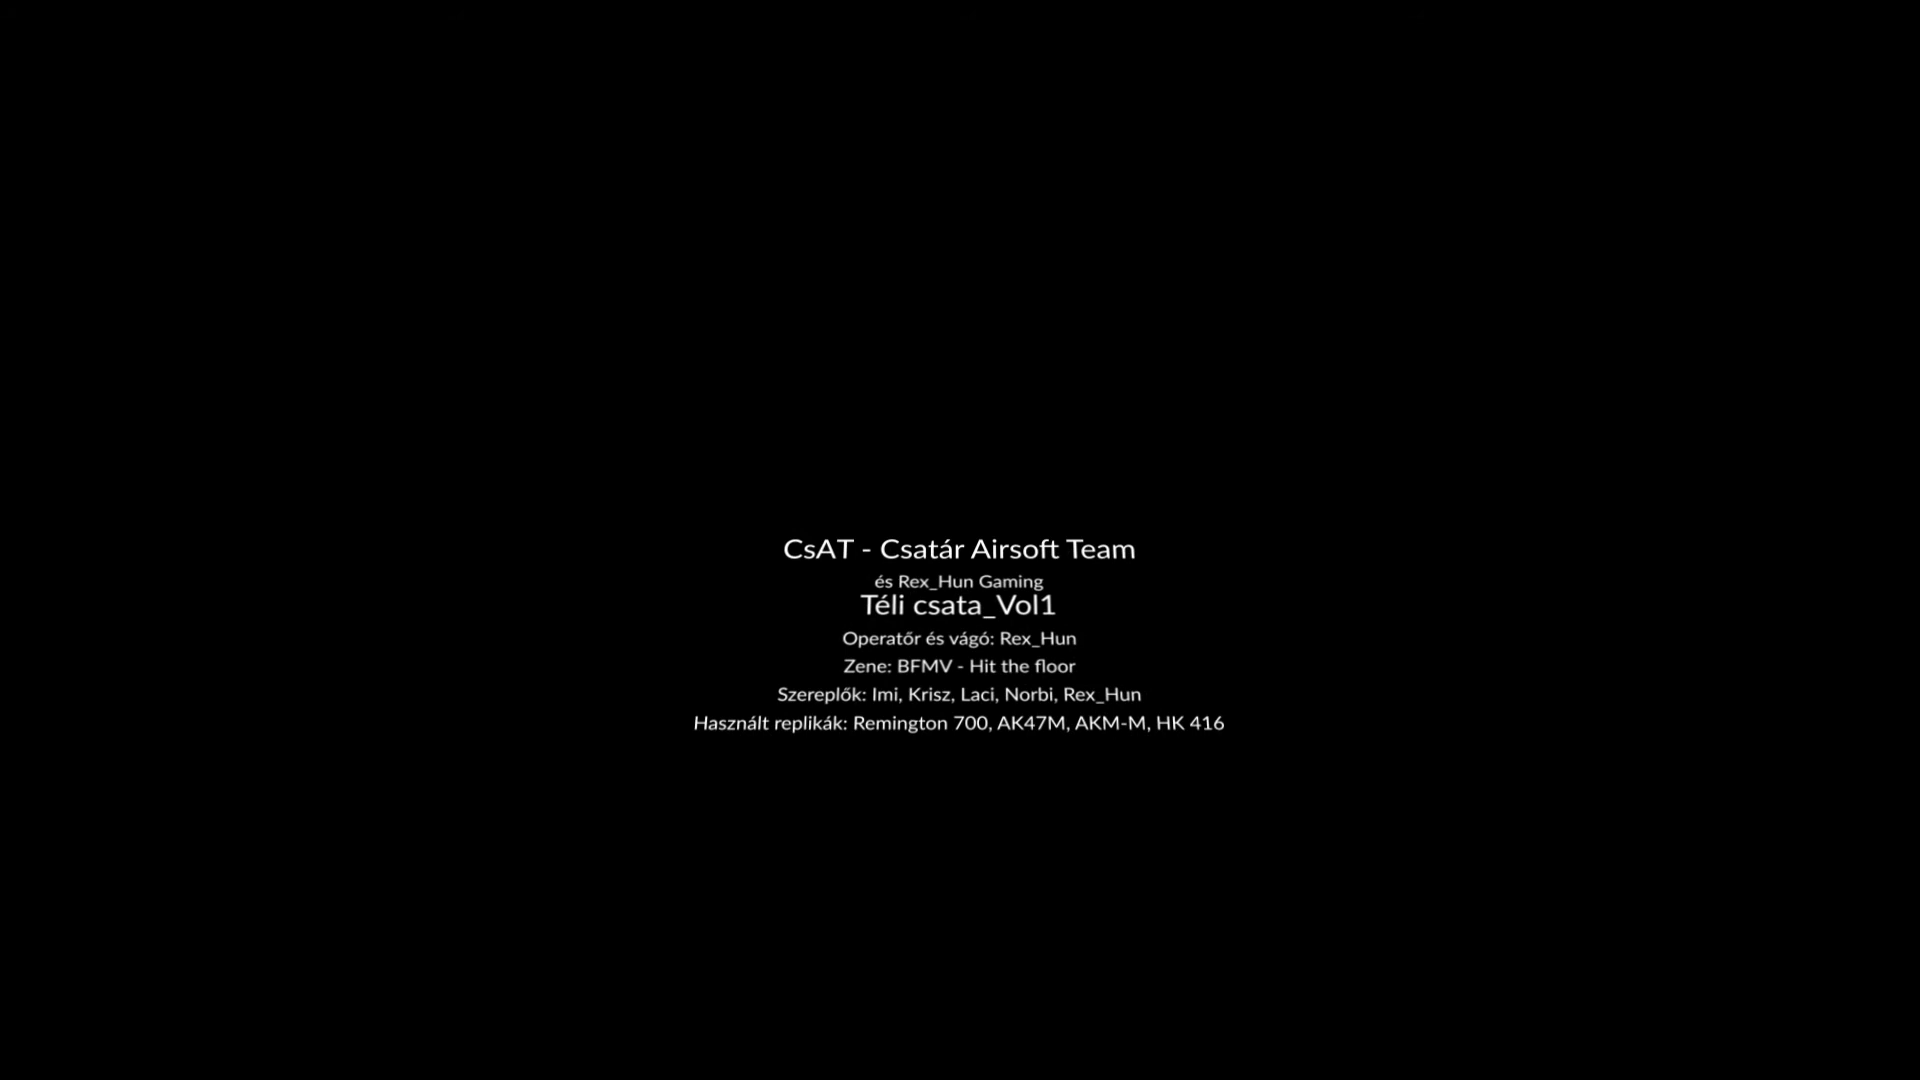 CsAT - Csatár Airsoft Team
és Rex_Hun Gaming
Téli csata_Vol1
Operatőr és vágó: Rex_Hun
Zene: BFMV - Hit the floor
Szereplők: Imi, Krisz, Laci, Norbi, Rex_Hun
Használt replikák: Remington 700, AK47M, AKM-M, HK 416